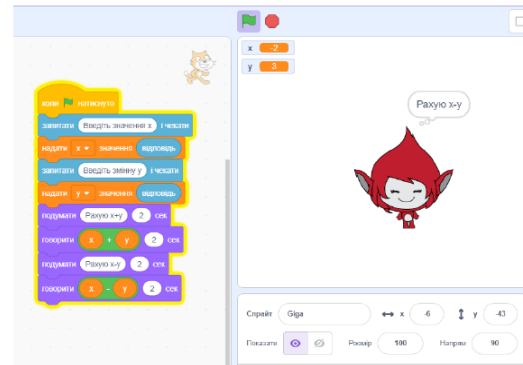 коли натиснуто
запитати Введіть значення x і чекати
надати x значення відповідь
запитати Введіть змінну у і чекати
надати у значення відповідь
подумати Рахую х+у 2 сек
говорити x + y 2 сек
подумати Рахую х-у 2 сек
говорити x - y 2 сек
x -2
y 3
Рахую х-у
Спрайт Giga x -6 y -43
Показати Розмір 100 Напрям 90